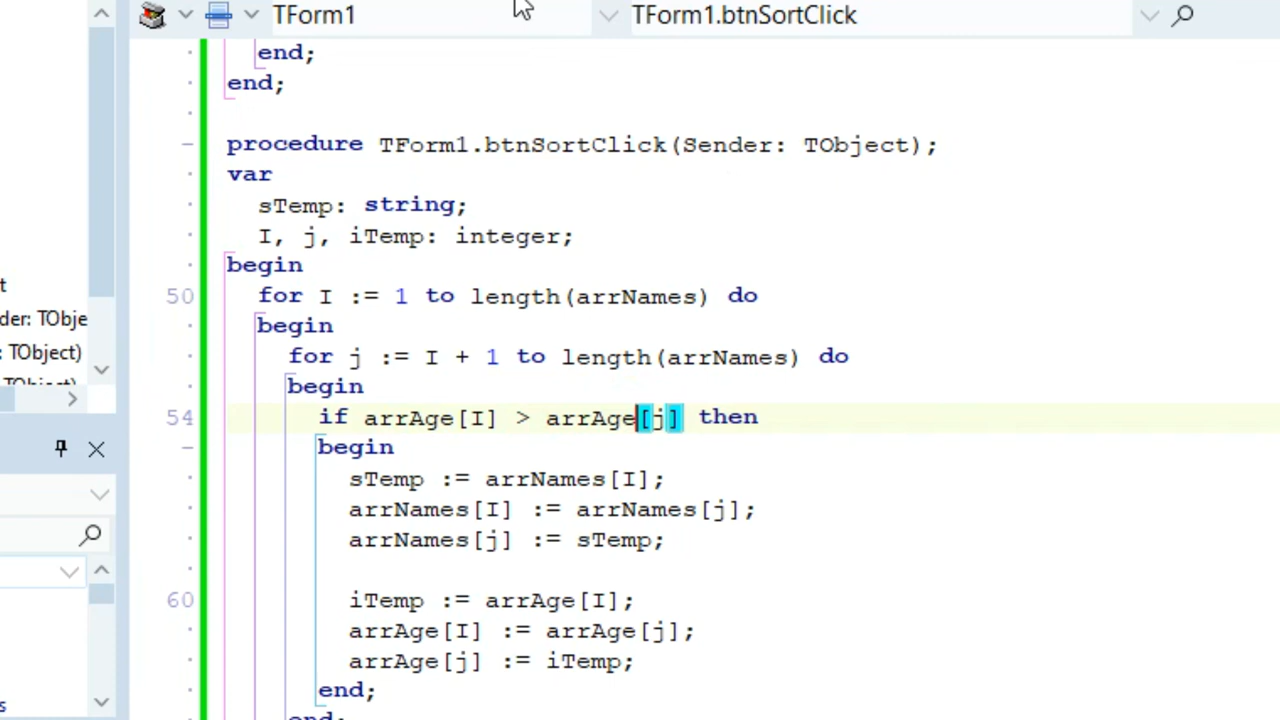 TForm1 TForm1.btnSortClick
end;
end;
procedure TForm1.btnSortClick(Sender: TObject);
var
sTemp: string;
I, j, iTemp: integer;
begin
50 for I := 1 to length(arrNames) do
begin
for j := I + 1 to length(arrNames) do
begin
54 if arrAge[I] > arrAge[j] then
begin
sTemp := arrNames[I];
arrNames[I] := arrNames[j];
arrNames[j] := sTemp;
60 iTemp := arrAge[I];
arrAge[I] := arrAge[j];
arrAge[j] := iTemp;
end;
end;
t
der: TObje
: TObject)
TObject)
s